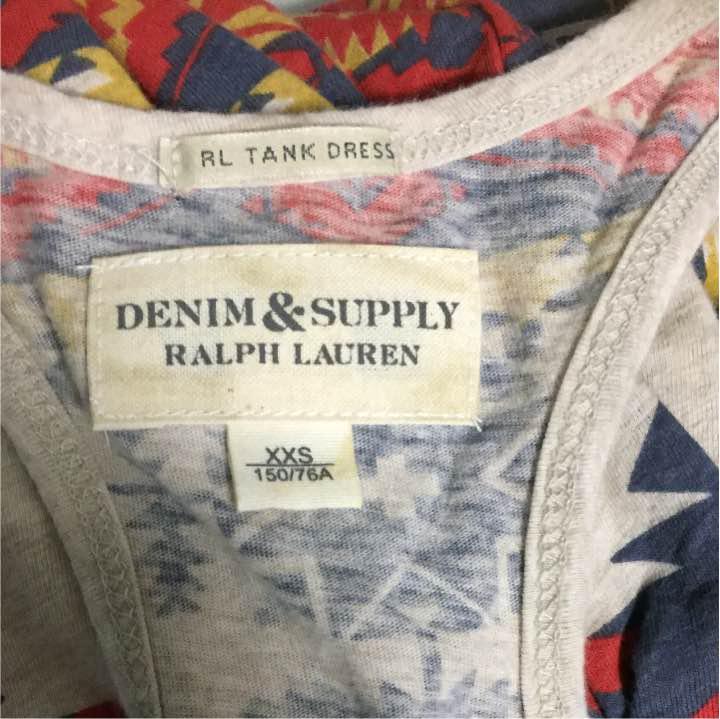 RL TANK DRESS
DENIM & SUPPLY
RALPH LAUREN
XXS
150/76A